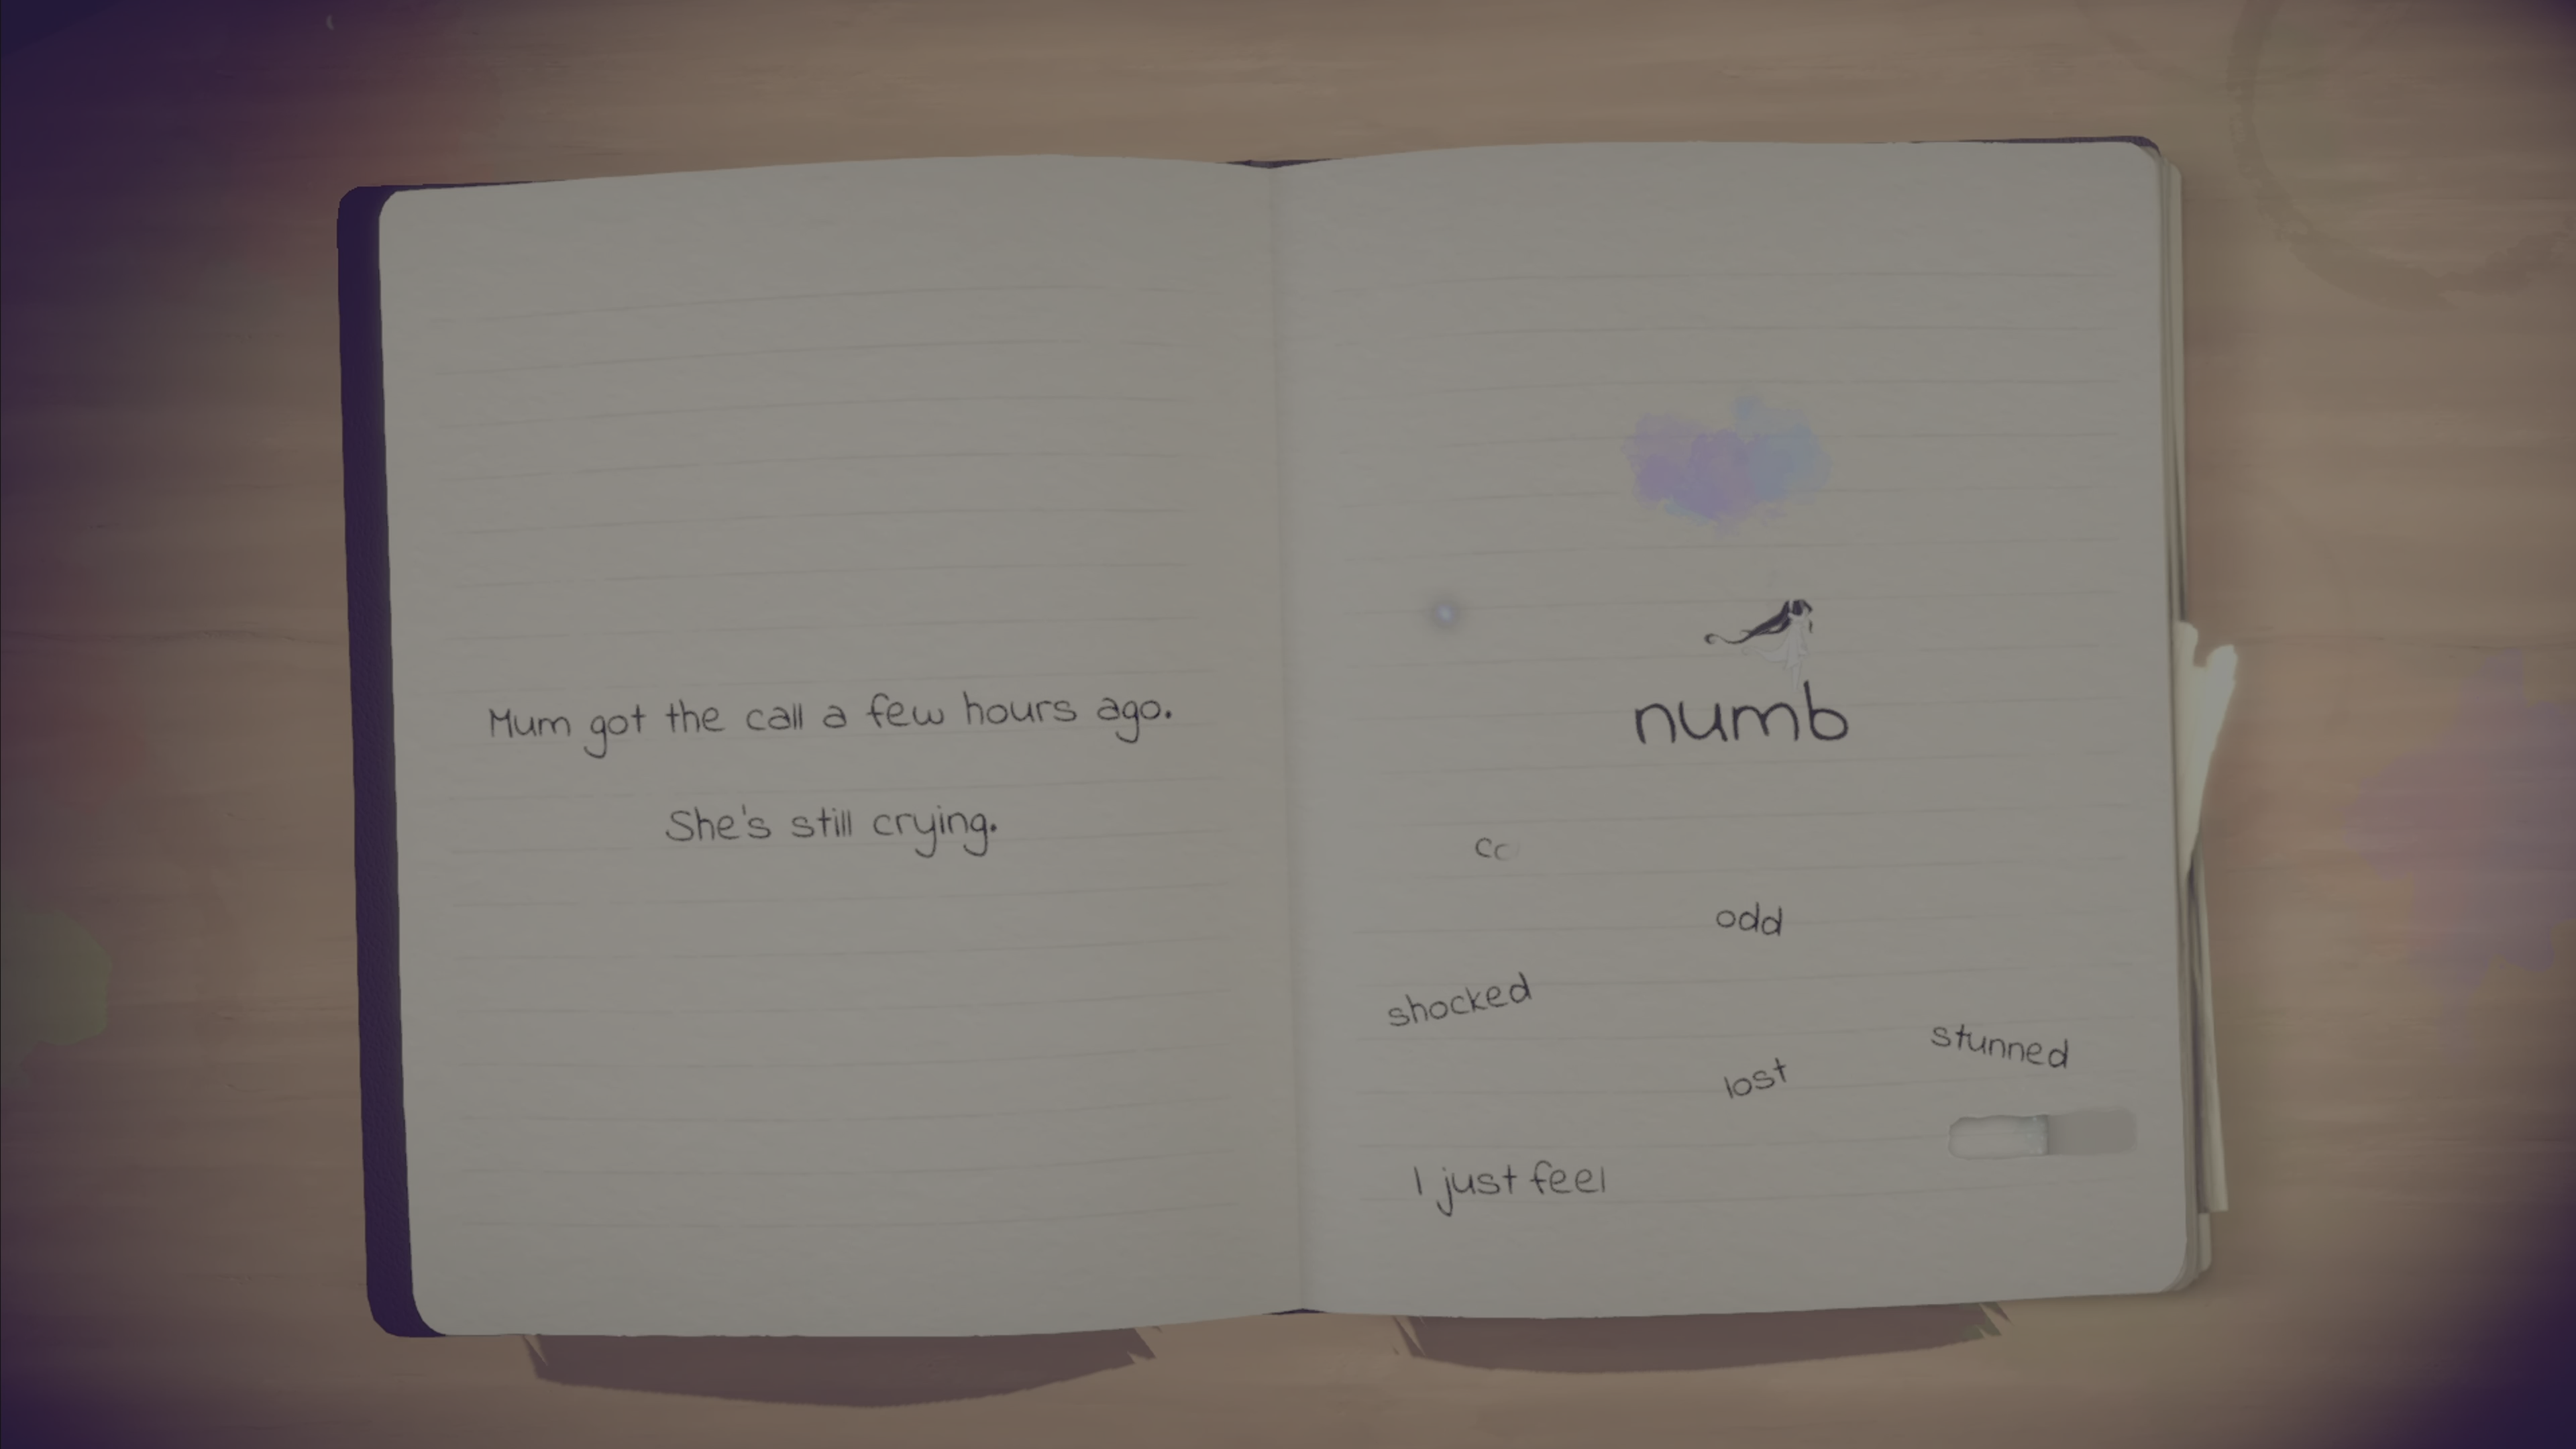 Mum got the call a few hours ago.
She's still crying.
numb
odd
shocked
stunned
lost
I just feel